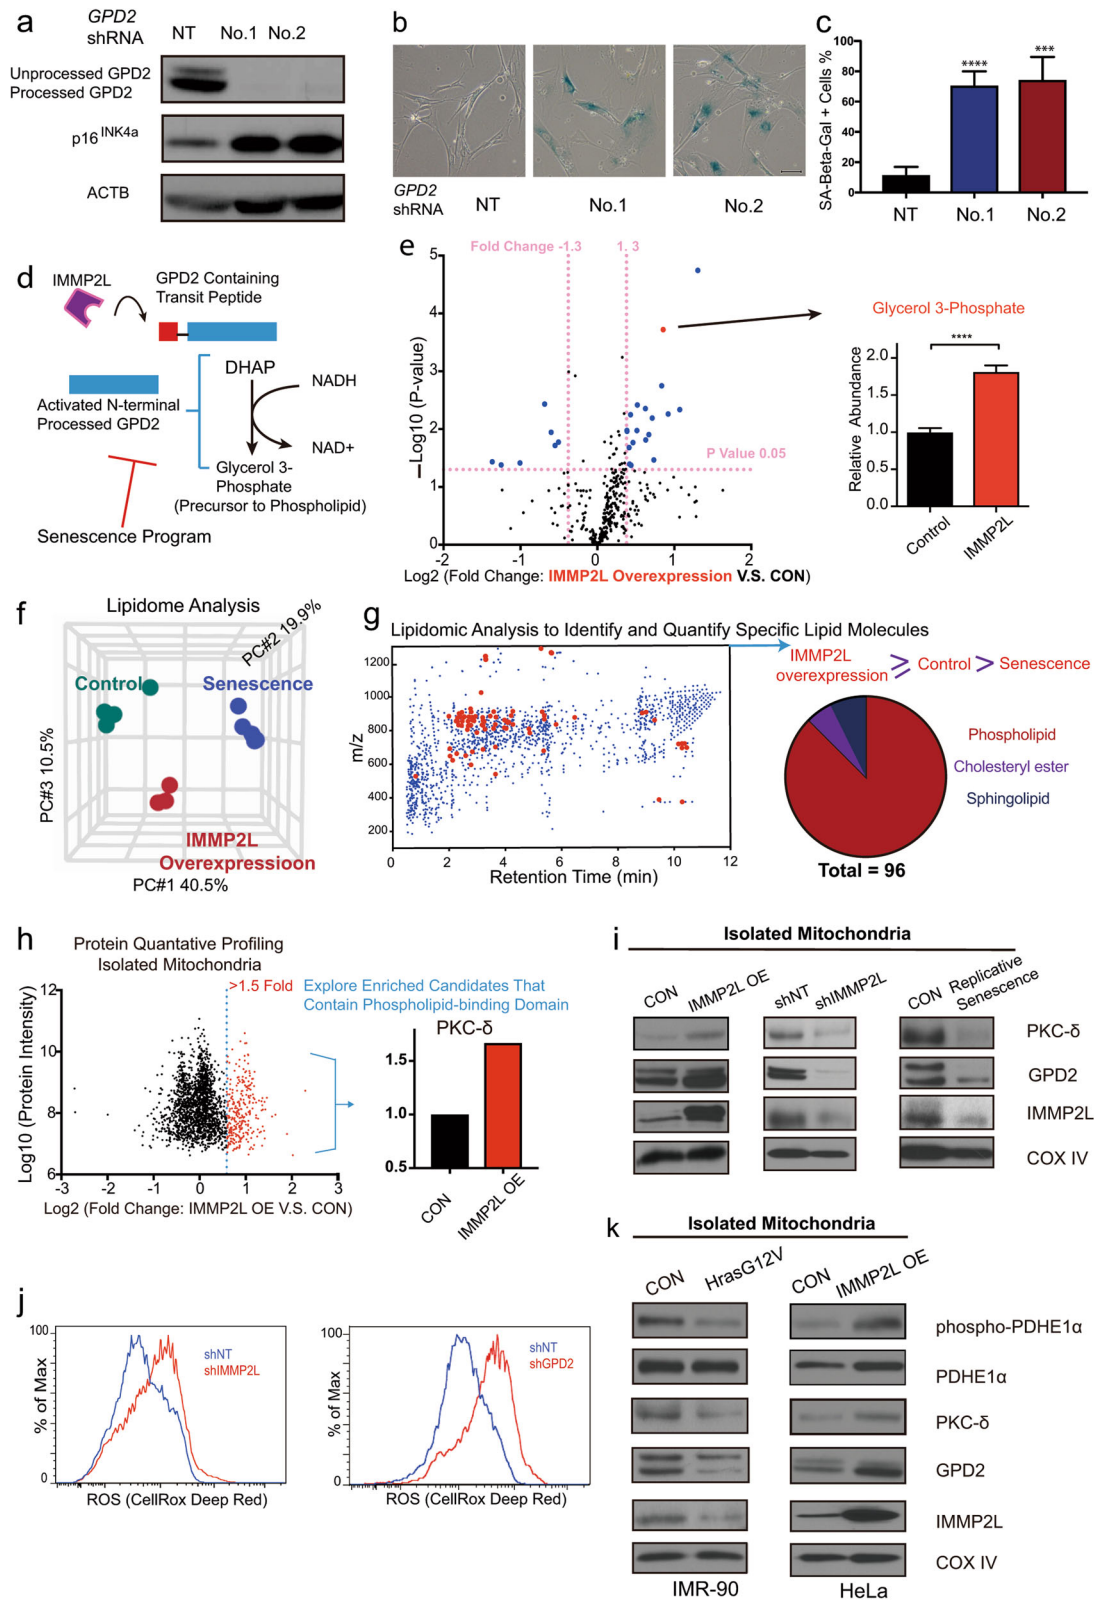 a
GPD2
shRNA
NT
No.1
No.2
Unprocessed GPD2
Processed GPD2
p16INK4a
ACTB
b
GPD2
shRNA
NT
No.1
No.2
c
SA-Beta-Gal + Cells %
100
80
60
40
20
0
****
***
NT
No.1
No.2
d
IMMP2L
GPD2 Containing
Transit Peptide
DHAP
NADH
NAD+
Activated N-terminal
Processed GPD2
Glycerol 3-
Phosphate
(Precursor to Phospholipid)
Senescence Program
e
Fold Change -1.3
1. 3
5
4
3
2
1
0
−Log10 (P-value)
P Value 0.05
-2
-1
0
1
2
Log2 (Fold Change: IMMP2L Overexpression V.S. CON)
Glycerol 3-Phosphate
****
Relative Abundance
2.0
1.5
1.0
0.5
0.0
Control
IMMP2L
f
Lipidome Analysis
PC#2 19.9%
Control
Senescence
PC#3 10.5%
IMMP2L
Overexpressioon
PC#1 40.5%
g
Lipidomic Analysis to Identify and Quantify Specific Lipid Molecules
1200
1000
800
600
400
200
m/z
0
2
4
6
8
10
12
Retention Time (min)
IMMP2L
overexpression
>
Control
>
Senescence
Phospholipid
Cholesteryl ester
Sphingolipid
Total = 96
h
Protein Quantative Profiling
Isolated Mitochondria
>1.5 Fold
Explore Enriched Candidates That
Contain Phospholipid-binding Domain
12
10
8
6
Log10 (Protein Intensity)
-3
-2
-1
0
1
2
3
Log2 (Fold Change: IMMP2L OE V.S. CON)
PKC-δ
1.5
1.0
0.5
CON
IMMP2L OE
i
Isolated Mitochondria
CON
IMMP2L OE
shNT
shIMMP2L
CON
Replicative
Senescence
PKC-δ
GPD2
IMMP2L
COX IV
j
100
0
% of Max
shNT
shIMMP2L
ROS (CellRox Deep Red)
100
0
% of Max
shNT
shGPD2
ROS (CellRox Deep Red)
k
Isolated Mitochondria
CON
HrasG12V
CON
IMMP2L OE
phospho-PDHE1α
PDHE1α
PKC-δ
GPD2
IMMP2L
COX IV
IMR-90
HeLa